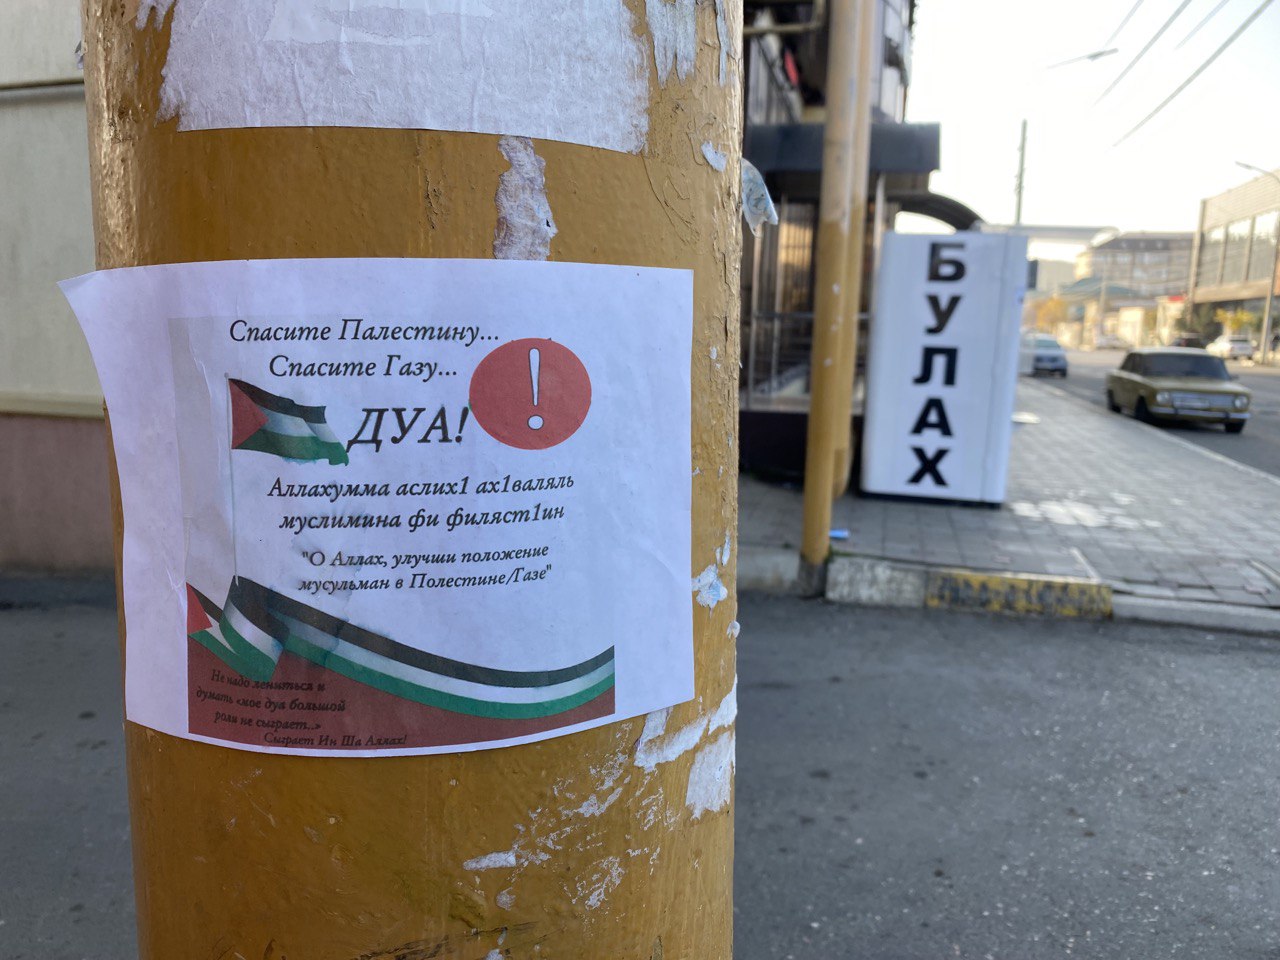 Спасите Палестину...
Спасите Газу...
ДУА!
!
Аллахумма аслих1 ах1валяль
муслимина фи филяст1ин
"О Аллах, улучши положение
мусульман в Полестине/Газе"
Не надо лениться и
думать «мое дуа большой
роли не сыграет..»
Сыграет Ин Ша Аллах!
БУЛАХ